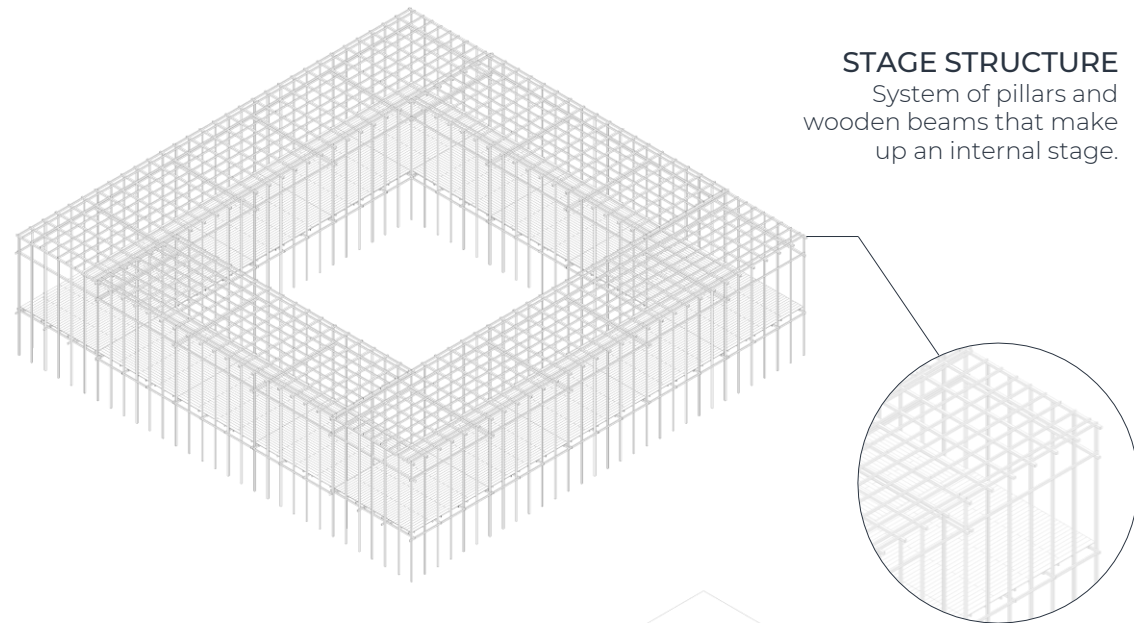 STAGE STRUCTURE
System of pillars and
wooden beams that make
up an internal stage.